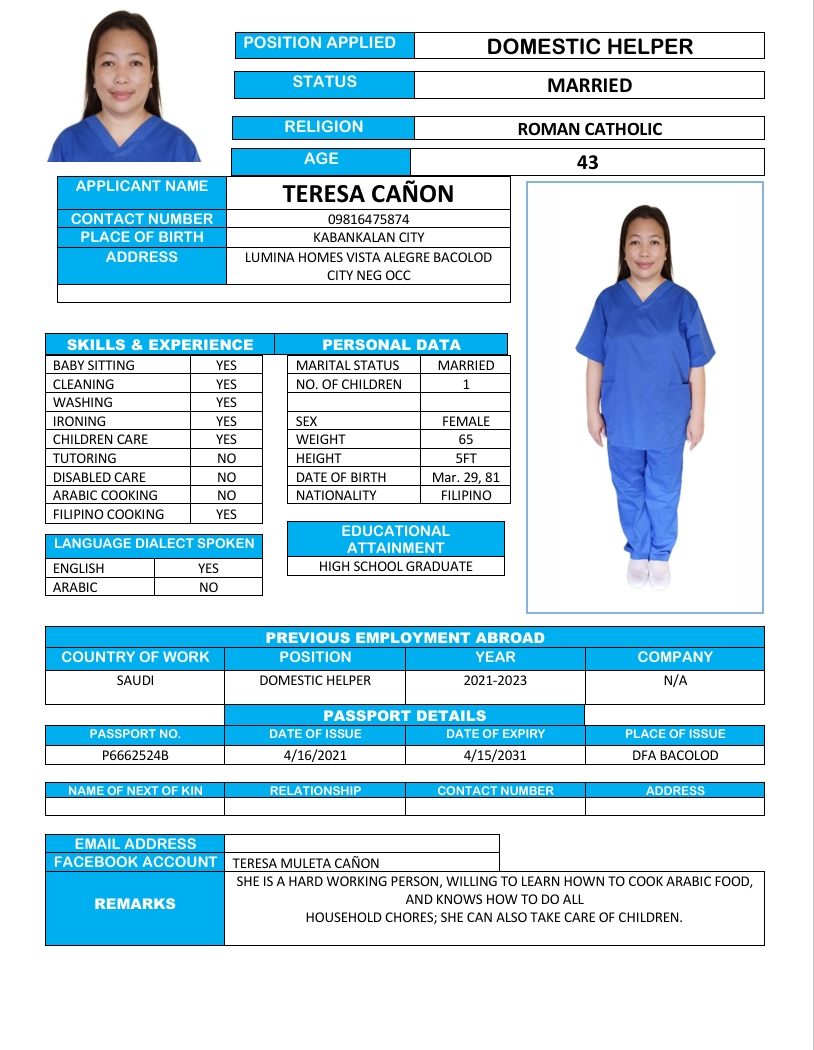 POSITION APPLIED DOMESTIC HELPER
STATUS MARRIED
RELIGION ROMAN CATHOLIC
AGE 43
APPLICANT NAME TERESA CAÑON
CONTACT NUMBER 09816475874
PLACE OF BIRTH KABANKALAN CITY
ADDRESS LUMINA HOMES VISTA ALEGRE BACOLOD
CITY NEG OCC
SKILLS & EXPERIENCE
BABY SITTING YES
CLEANING YES
WASHING YES
IRONING YES
CHILDREN CARE YES
TUTORING NO
DISABLED CARE NO
ARABIC COOKING NO
FILIPINO COOKING YES
LANGUAGE DIALECT SPOKEN
ENGLISH YES
ARABIC NO
PERSONAL DATA
MARITAL STATUS MARRIED
NO. OF CHILDREN 1
SEX FEMALE
WEIGHT 65
HEIGHT 5FT
DATE OF BIRTH Mar. 29, 81
NATIONALITY FILIPINO
EDUCATIONAL
ATTAINMENT
HIGH SCHOOL GRADUATE
PREVIOUS EMPLOYMENT ABROAD
COUNTRY OF WORK POSITION YEAR COMPANY
SAUDI DOMESTIC HELPER 2021-2023 N/A
PASSPORT DETAILS
PASSPORT NO. DATE OF ISSUE DATE OF EXPIRY PLACE OF ISSUE
P6662524B 4/16/2021 4/15/2031 DFA BACOLOD
NAME OF NEXT OF KIN RELATIONSHIP CONTACT NUMBER ADDRESS
EMAIL ADDRESS
FACEBOOK ACCOUNT TERESA MULETA CAÑON
REMARKS
SHE IS A HARD WORKING PERSON, WILLING TO LEARN HOWN TO COOK ARABIC FOOD,
AND KNOWS HOW TO DO ALL
HOUSEHOLD CHORES; SHE CAN ALSO TAKE CARE OF CHILDREN.